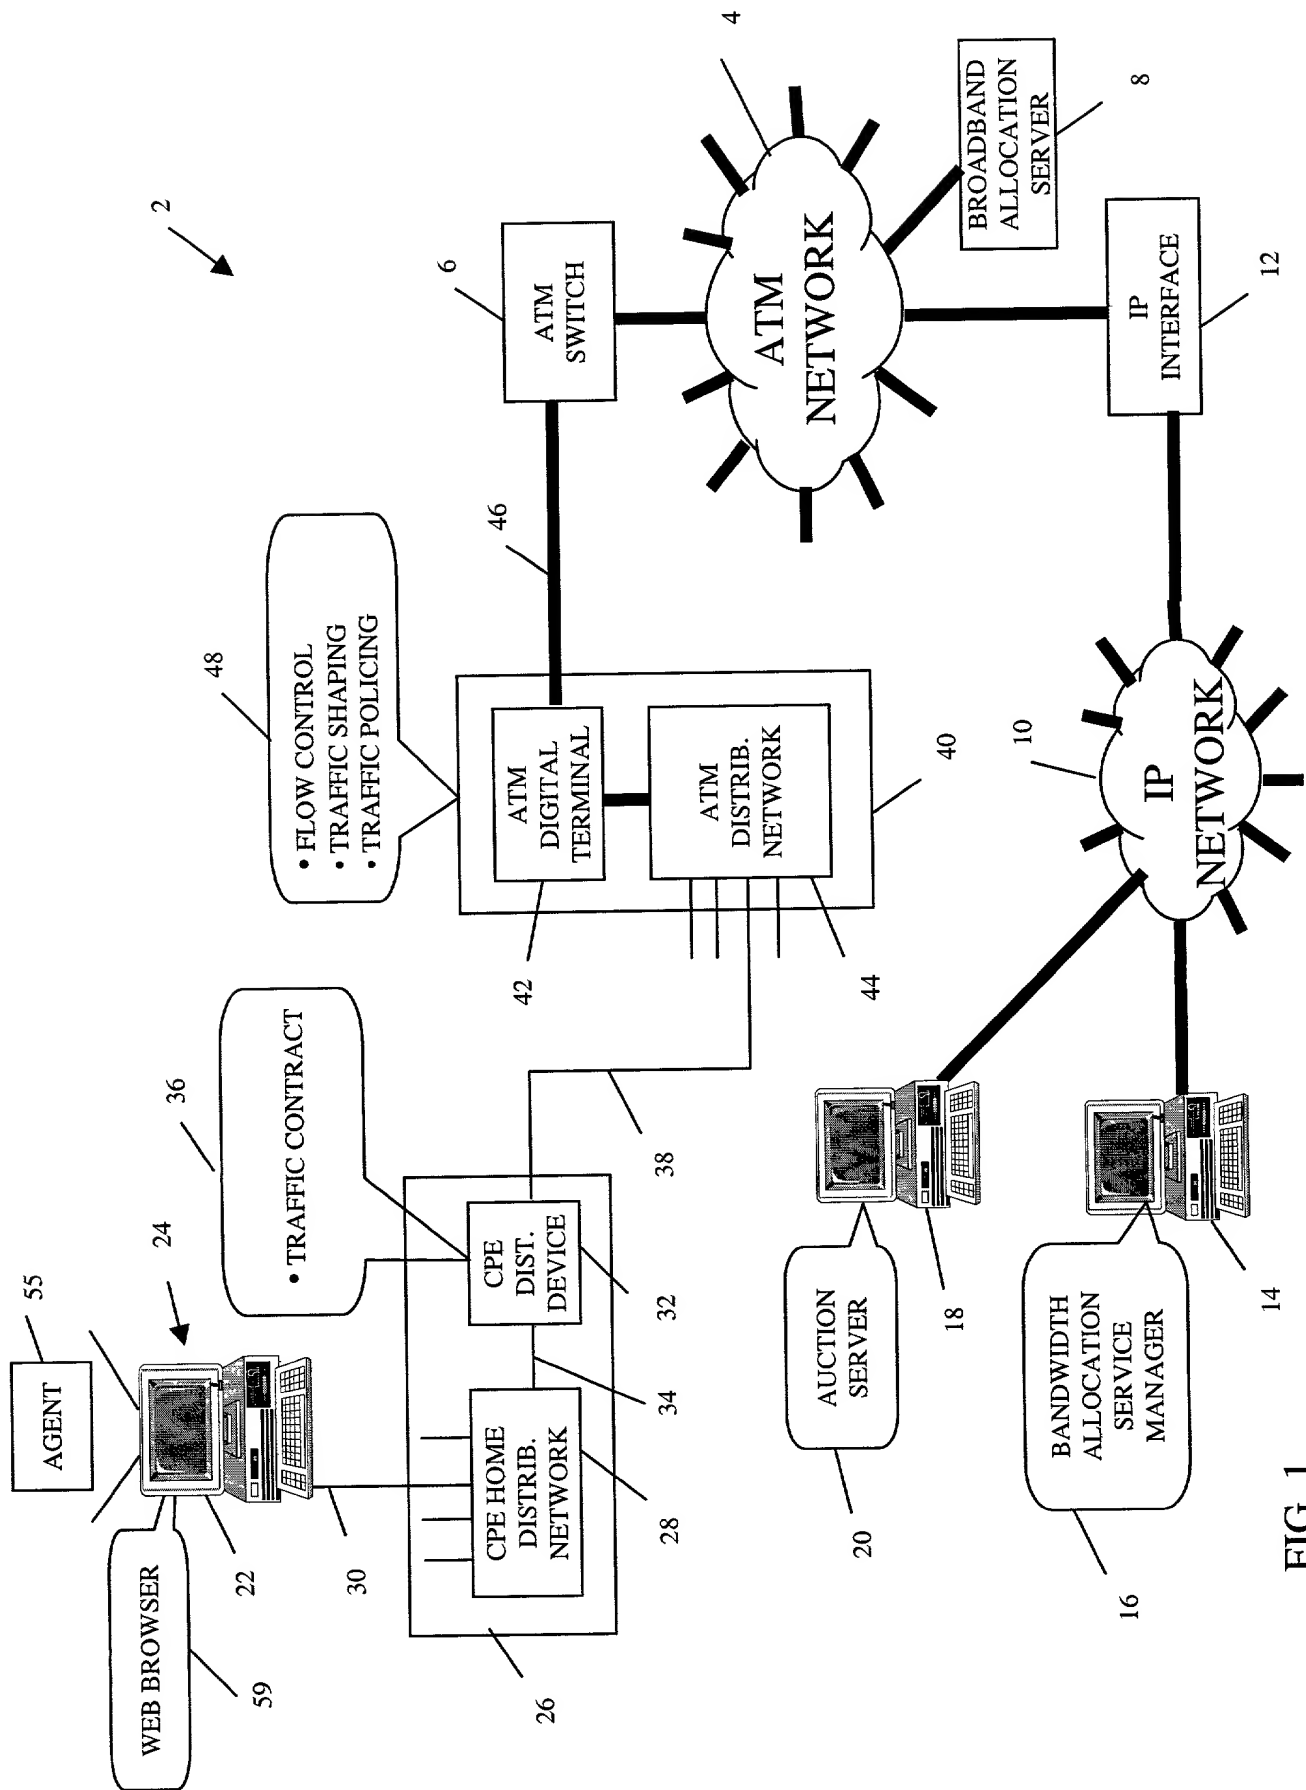 2
4
6
ATM
SWITCH
46
48
• FLOW CONTROL
• TRAFFIC SHAPING
• TRAFFIC POLICING
ATM
DIGITAL
TERMINAL
42
ATM
DISTRIB.
NETWORK
44
40
ATM
NETWORK
BROADBAND
ALLOCATION
SERVER
8
IP
INTERFACE
12
IP
NETWORK
10
36
• TRAFFIC CONTRACT
24
55
AGENT
WEB BROWSER
59
22
30
CPE HOME
DISTRIB.
NETWORK
28
34
CPE
DIST.
DEVICE
32
38
26
AUCTION
SERVER
20
18
BANDWIDTH
ALLOCATION
SERVICE
MANAGER
16
14
FIG. 1